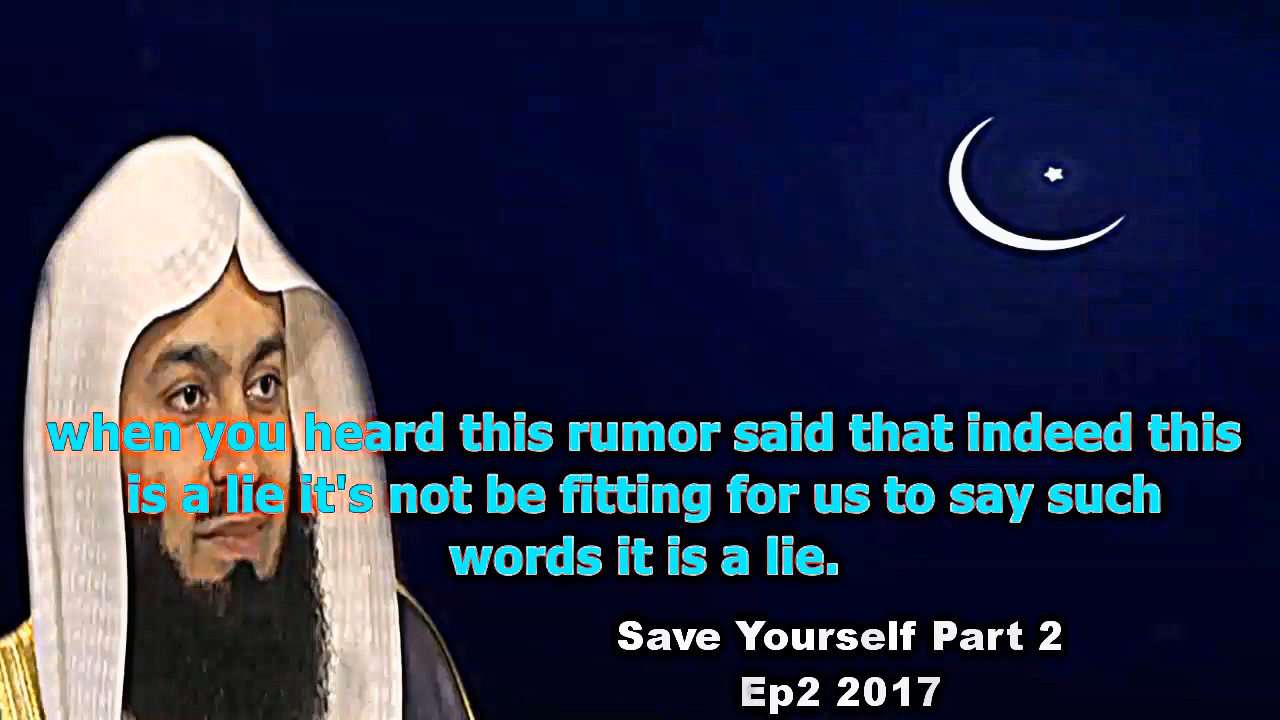 when you heard this rumor said that indeed this
is a lie it's not be fitting for us to say such
words it is a lie.
Save Yourself Part 2
Ep2 2017